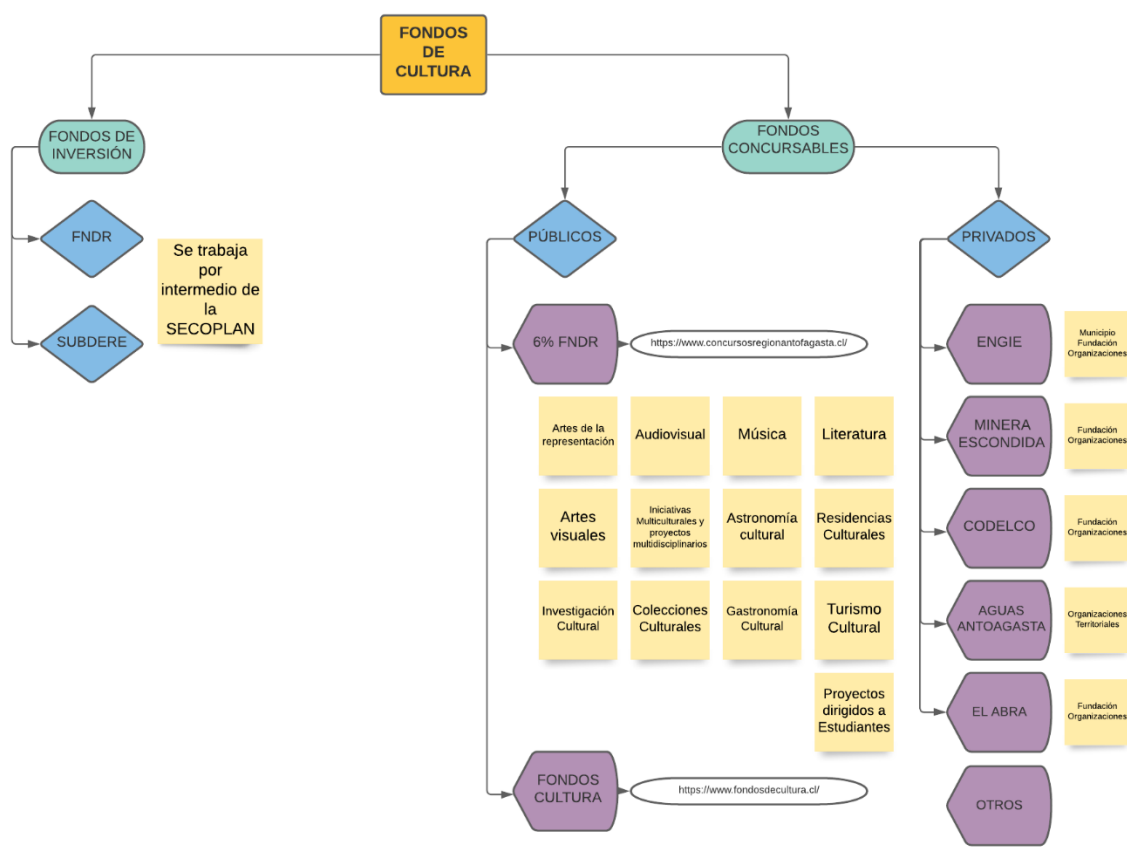 FONDOS
DE
CULTURA
FONDOS DE
INVERSIÓN
FNDR
SUBDERE
Se trabaja
por
intermedio de
la
SECOPLAN
FONDOS
CONCURSABLES
PÚBLICOS
6% FNDR
https://www.concursosregionantofagasta.cl/
Artes de la
representación
Audiovisual
Música
Literatura
Artes
visuales
Iniciativas
Multiculturales y
proyectos
multidisciplinarios
Astronomía
cultural
Residencias
Culturales
Investigación
Cultural
Colecciones
Culturales
Gastronomía
Cultural
Turismo
Cultural
Proyectos
dirigidos a
Estudiantes
FONDOS
CULTURA
https://www.fondosdecultura.cl/
PRIVADOS
ENGIE
Municipio
Fundación
Organizaciones
MINERA
ESCONDIDA
Fundación
Organizaciones
CODELCO
Fundación
Organizaciones
AGUAS
ANTOAGASTA
Organizaciones
Territoriales
EL ABRA
Fundación
Organizaciones
OTROS